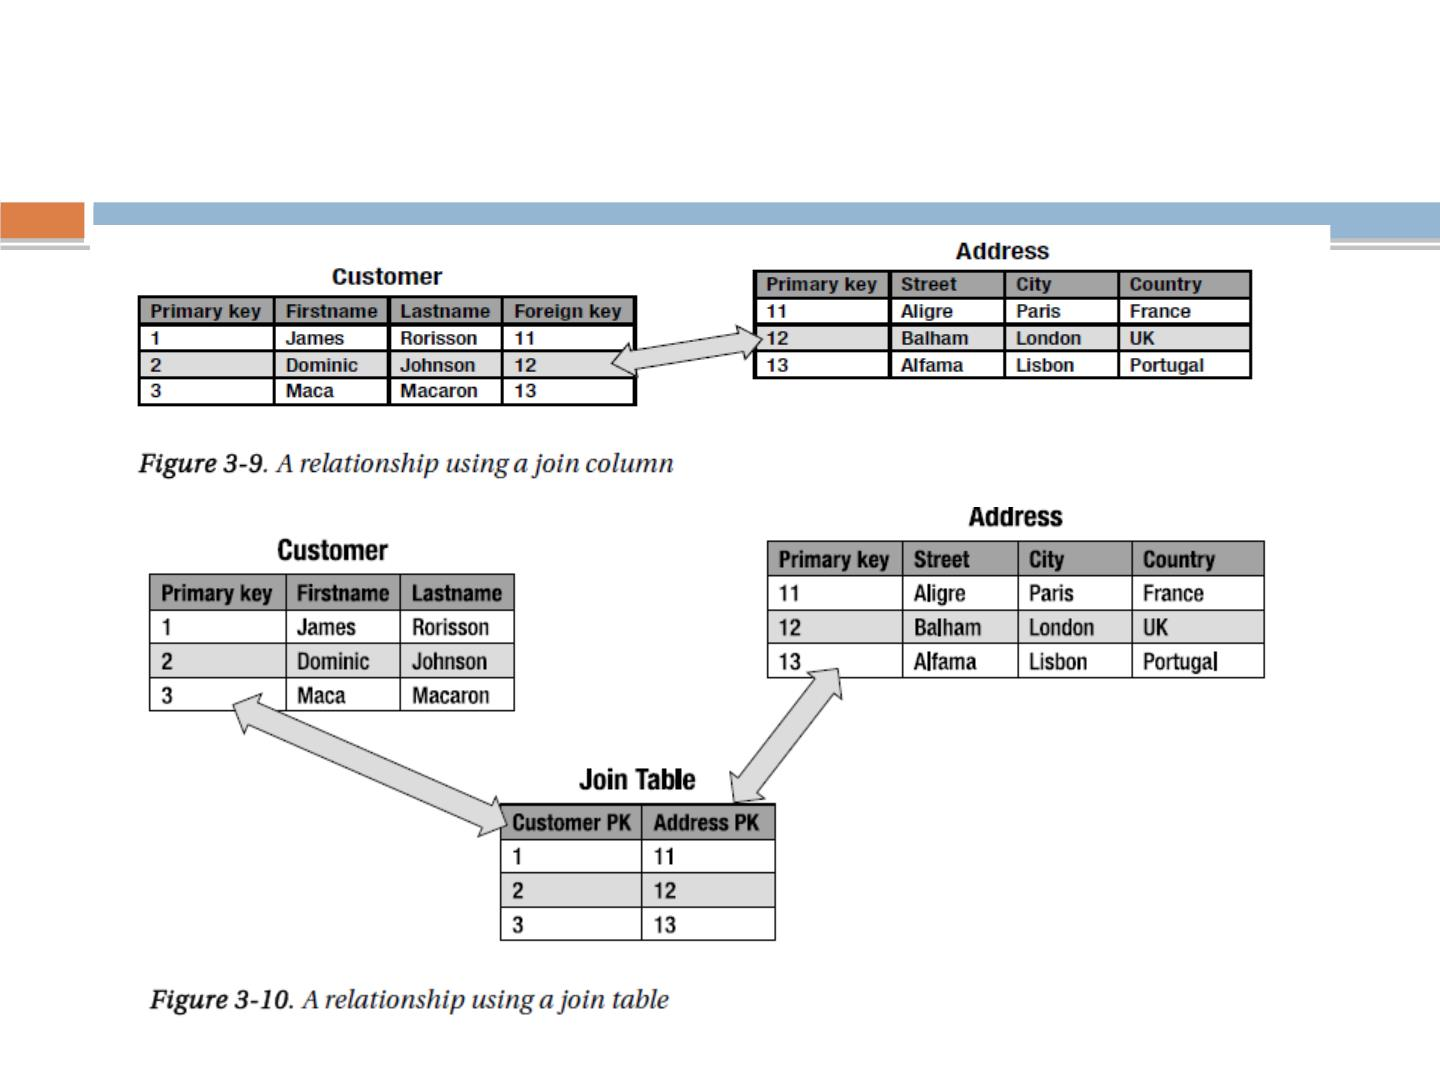 Customer
Primary key Firstname Lastname Foreign key
1 James Rorisson 11
2 Dominic Johnson 12
3 Maca Macaron 13
Address
Primary key Street City Country
11 Aligre Paris France
12 Balham London UK
13 Alfama Lisbon Portugal
Figure 3-9. A relationship using a join column
Customer
Primary key Firstname Lastname
1 James Rorisson
2 Dominic Johnson
3 Maca Macaron
Address
Primary key Street City Country
11 Aligre Paris France
12 Balham London UK
13 Alfama Lisbon Portugal
Join Table
Customer PK Address PK
1 11
2 12
3 13
Figure 3-10. A relationship using a join table